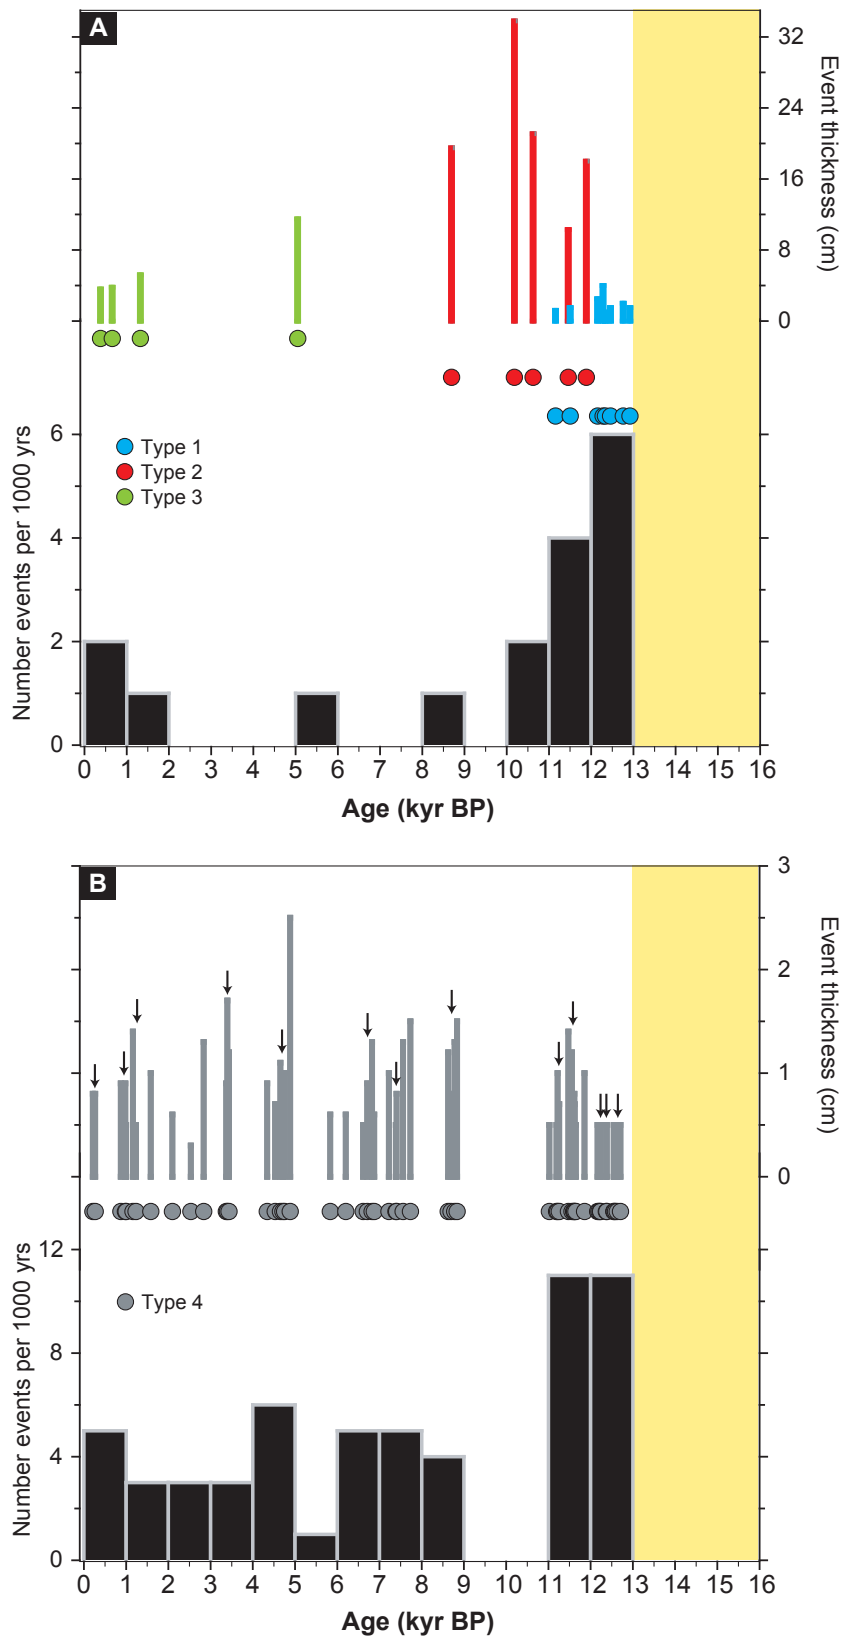 A
32
24
16
8
0
Event thickness (cm)
6
4
2
0
Number events per 1000 yrs
Type 1
Type 2
Type 3
0 1 2 3 4 5 6 7 8 9 10 11 12 13 14 15 16
Age (kyr BP)
B
3
2
1
0
Event thickness (cm)
12
8
4
0
Number events per 1000 yrs
Type 4
0 1 2 3 4 5 6 7 8 9 10 11 12 13 14 15 16
Age (kyr BP)